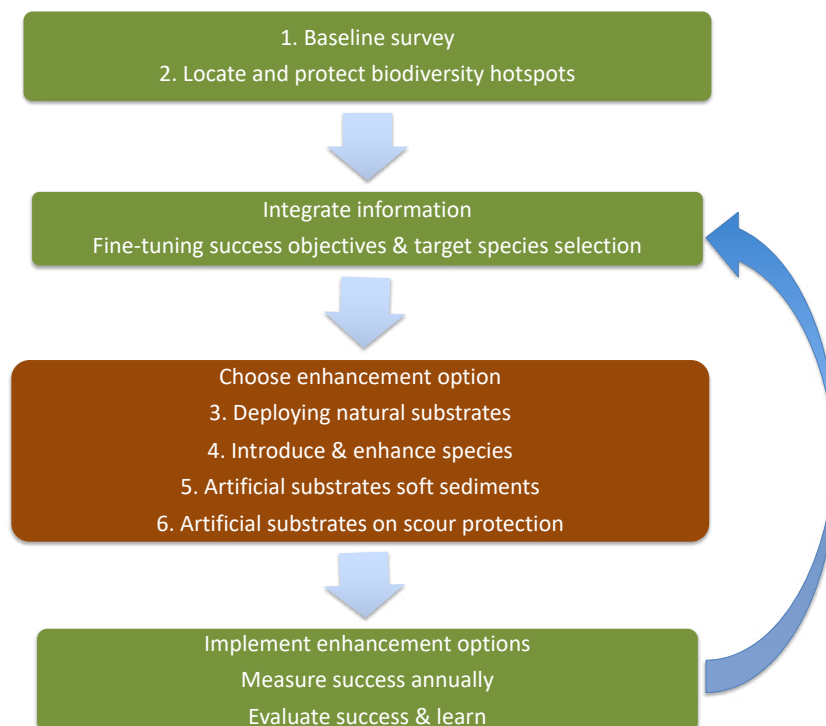 1. Baseline survey
2. Locate and protect biodiversity hotspots
Integrate information
Fine-tuning success objectives & target species selection
Choose enhancement option
3. Deploying natural substrates
4. Introduce & enhance species
5. Artificial substrates soft sediments
6. Artificial substrates on scour protection
Implement enhancement options
Measure success annually
Evaluate success & learn